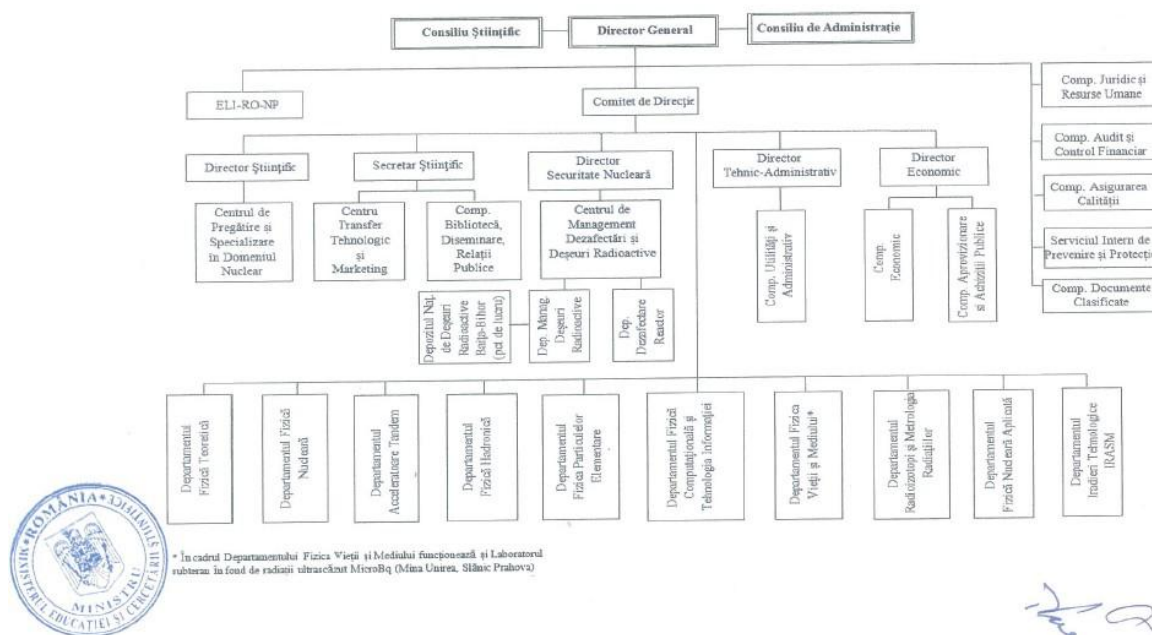 Consiliu Ştiinţific
Director General
Consiliu de Administraţie
ELI-RO-NP
Comitet de Direcţie
Comp. Juridic şi
Resurse Umane
Comp. Audit şi
Control Financiar
Comp. Asigurarea
Calităţii
Serviciul Intern de
Prevenire şi Protecţie
Comp. Documente
Clasificate
Director Ştiinţific
Secretar Ştiinţific
Director
Securitate Nucleară
Director
Tehnic-Administrativ
Director
Economic
Centrul de
Pregătire şi
Specializare
în Domeniul
Nuclear
Centru
Transfer
Tehnologic
şi
Marketing
Comp.
Bibliotecă,
Diseminare,
Relaţii
Publice
Centrul de
Management
Dezafectări şi
Deşeuri Radioactive
Comp. Utilităţi şi
Administrativ
Comp.
Economic
Comp. Aprovizionare
si Achizitii Publice
Depozitul Naţ.
de Deşeuri
Radioactive
Baiţa-Bihor
(pct de lucru)
Dep. Manag.
Deşeuri
Radioactive
Dep.
Dezafectare
Reactor
Departamentul
Fizică Teoretică
Departamentul Fizică
Nucleară
Departamentul
Acceleratoare Tandem
Departamentul
Fizică Hadronică
Departamentul
Fizica Particulelor
Elementare
Departamentul Fizică
Computaţională şi
Tehnologia Informaţiei
Departamentul Fizica
Vieţii şi Mediului*
Departamentul
Radioizotopi şi Metrologia
Radiaţiilor
Departamentul
Fizică Nucleară Aplicată
Departamentul
Iradieri Tehnologice
IRASM
* În cadrul Departamentului Fizica Vieţii şi Mediului funcţionează şi Laboratorul
subteran în fond de radiaţii ultrascăzut MicroBq (Mina Unirea, Slănic Prahova)
ROMÂNIA
MINISTERUL EDUCAŢIEI ŞI CERCETĂRII ŞTIINŢIFICE
MINISTRU